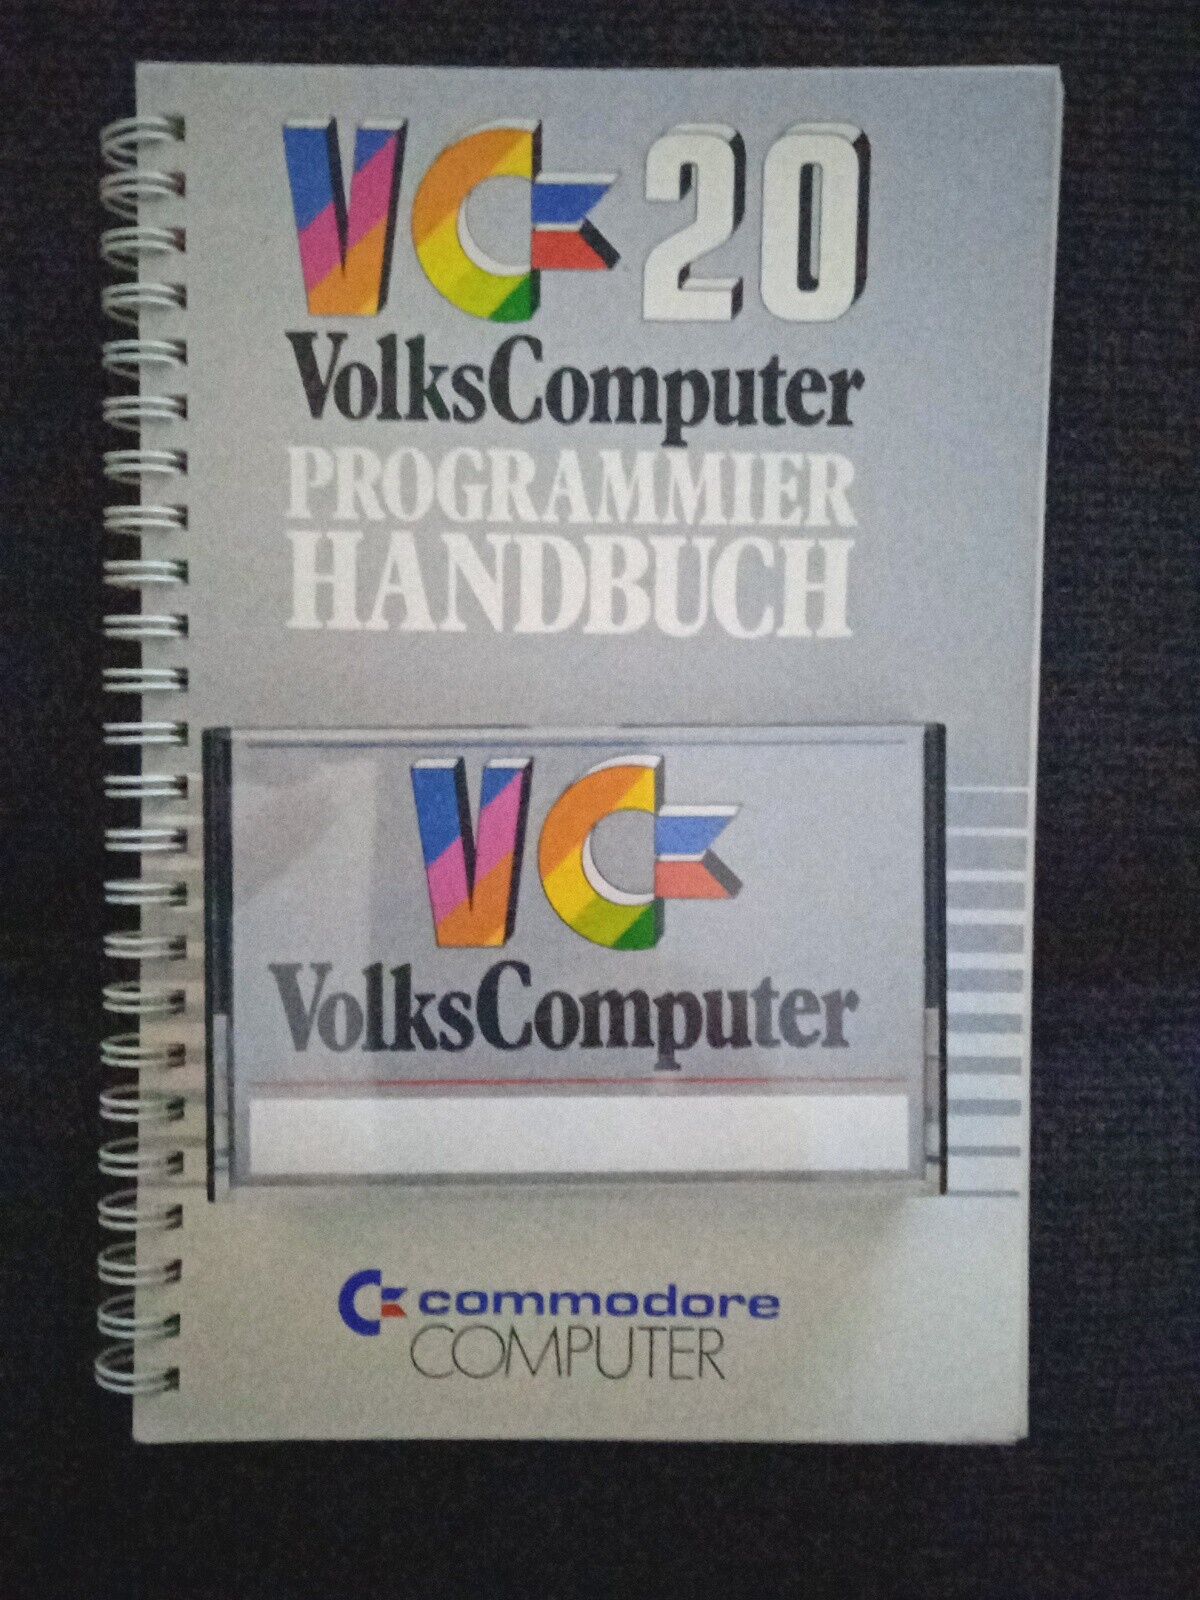 VC 20
VolksComputer
PROGRAMMIER
HANDBUCH
VC
VolksComputer
commodore
COMPUTER